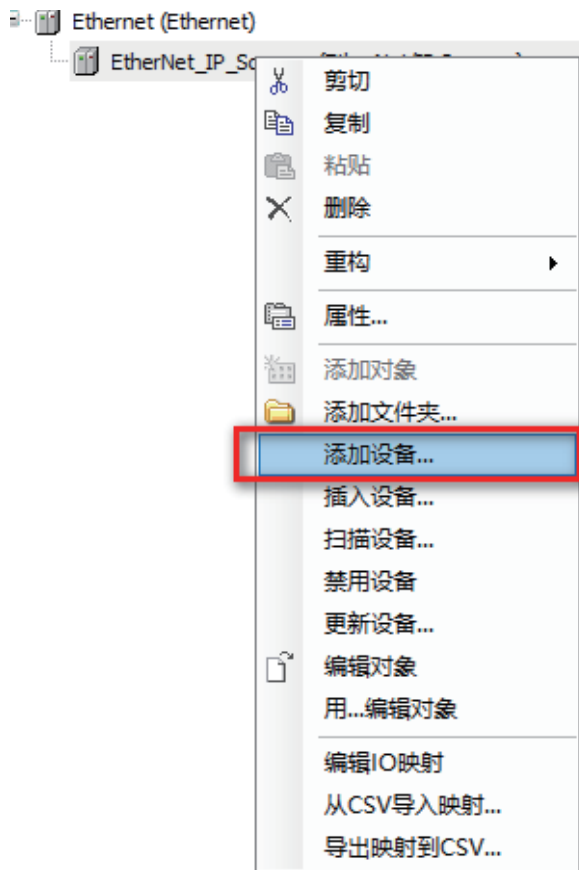 Ethernet (Ethernet)
EtherNet_IP_Sc
剪切
复制
粘贴
删除
重构
属性...
添加对象
添加文件夹...
添加设备...
插入设备...
扫描设备...
禁用设备
更新设备...
编辑对象
用...编辑对象
编辑IO映射
从CSV导入映射...
导出映射到CSV...